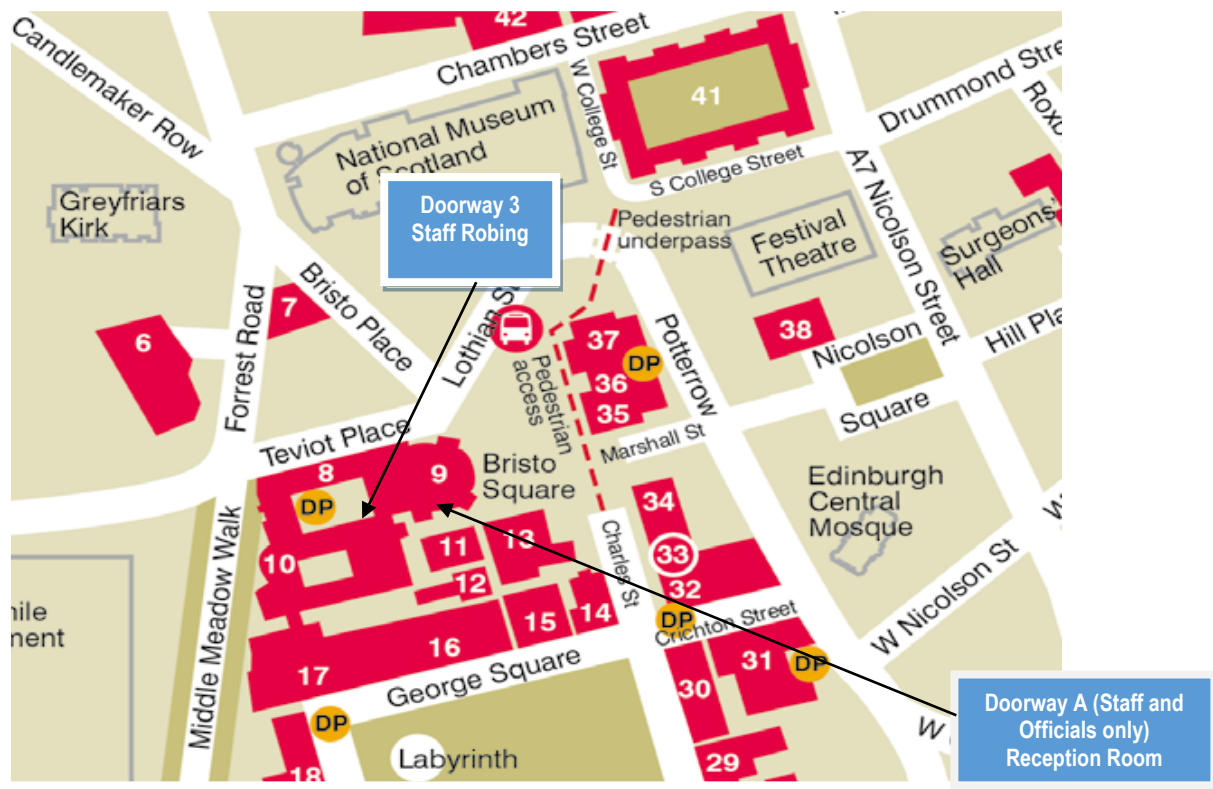 42
Chambers Street
Candlemaker Row
W College St
41
Drummond Stre
Roxb
National Museum
of Scotland
S College Street
A7 Nicolson Street
Greyfriars
Kirk
Doorway 3
Staff Robing
Pedestrian
underpass
Festival
Theatre
Surgeons'
Hall
Bristo Place
7
6
Forrest Road
Lothian S
Pedestrian
access
37
DP
36
35
Potterrow
38
Nicolson
Square
Hill Pla
Teviot Place
Marshall St
8
9
DP
Bristo
Square
Edinburgh
Central
Mosque
34
33
32
W
10
11
12
13
14
15
16
17
Charles St
DP
Crichton Street
W Nicolson St
Middle Meadow Walk
nile
ment
George Square
30
31
DP
DP
Labyrinth
18
29
W
Doorway A (Staff and
Officials only)
Reception Room